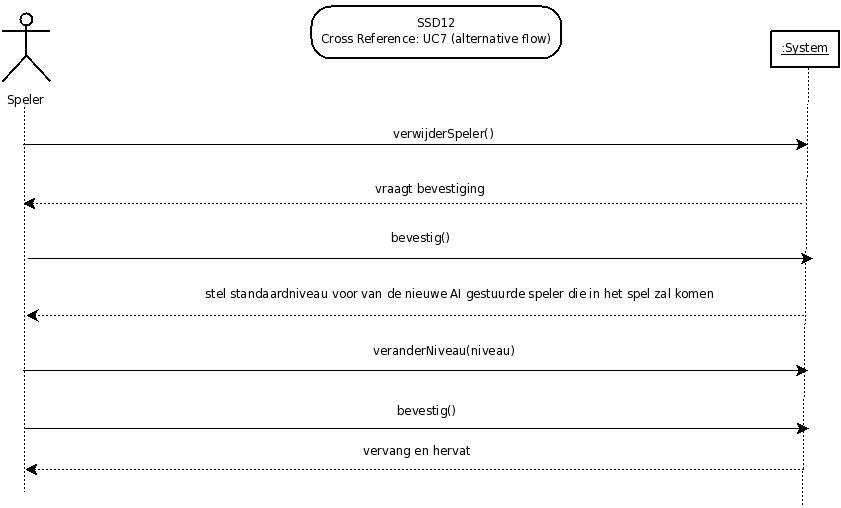 SSD12
Cross Reference: UC7 (alternative flow)
:System
Speler
verwijderSpeler()
vraagt bevestiging
bevestig()
stel standaardniveau voor van de nieuwe AI gestuurde speler die in het spel zal komen
veranderNiveau(niveau)
bevestig()
vervang en hervat